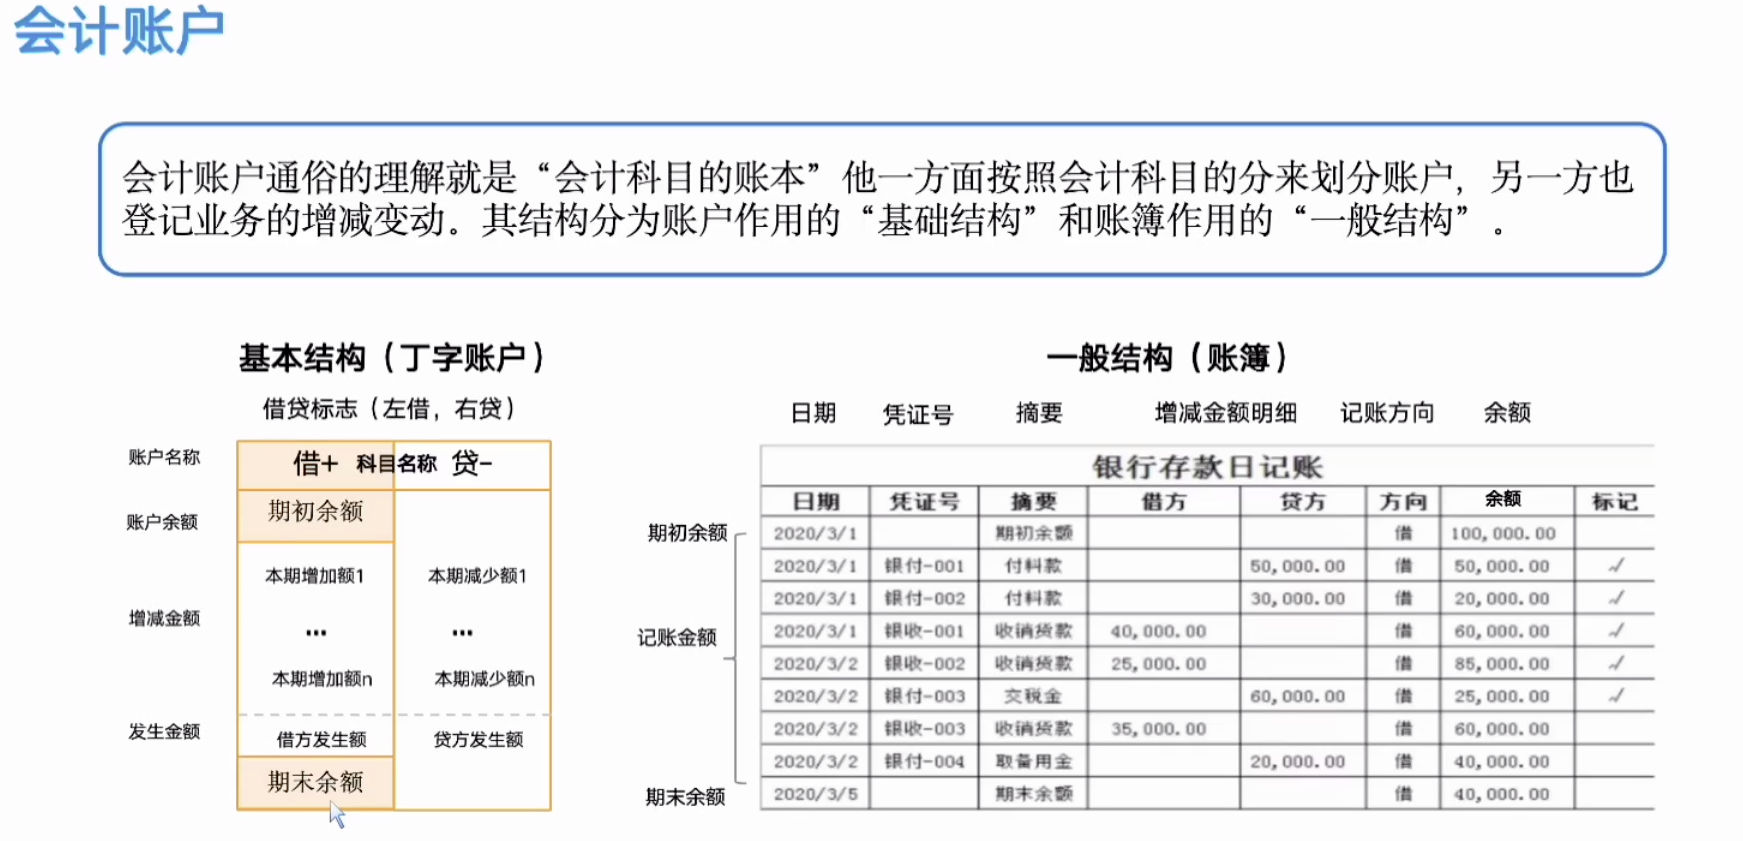 会计账户
会计账户通俗的理解就是“会计科目的账本”他一方面按照会计科目的分来划分账户，另一方也
登记业务的增减变动。其结构分为账户作用的“基础结构”和账簿作用的“一般结构”。
基本结构（丁字账户）
借贷标志（左借，右贷）
账户名称 借+ 科目名称 贷-
账户余额 期初余额
本期增加额1 本期减少额1
增减金额 ... ...
本期增加额n 本期减少额n
发生金额 借方发生额 贷方发生额
期末余额
一般结构（账簿）
日期 凭证号 摘要 增减金额明细 记账方向 余额
银行存款日记账
日期 凭证号 摘要 借方 贷方 方向 余额 标记
期初余额 2020/3/1 期初余额 借 100,000.00
2020/3/1 银付-001 付料款 50,000.00 借 50,000.00 ✓
2020/3/1 银付-002 付料款 30,000.00 借 20,000.00 ✓
记账金额 2020/3/1 银收-001 收销货款 40,000.00 借 60,000.00 ✓
2020/3/2 银收-002 收销货款 25,000.00 借 85,000.00 ✓
2020/3/2 银付-003 交税金 60,000.00 借 25,000.00 ✓
2020/3/2 银收-003 收销货款 35,000.00 借 60,000.00
2020/3/2 银付-004 取备用金 20,000.00 借 40,000.00
期末余额 2020/3/5 期末余额 借 40,000.00